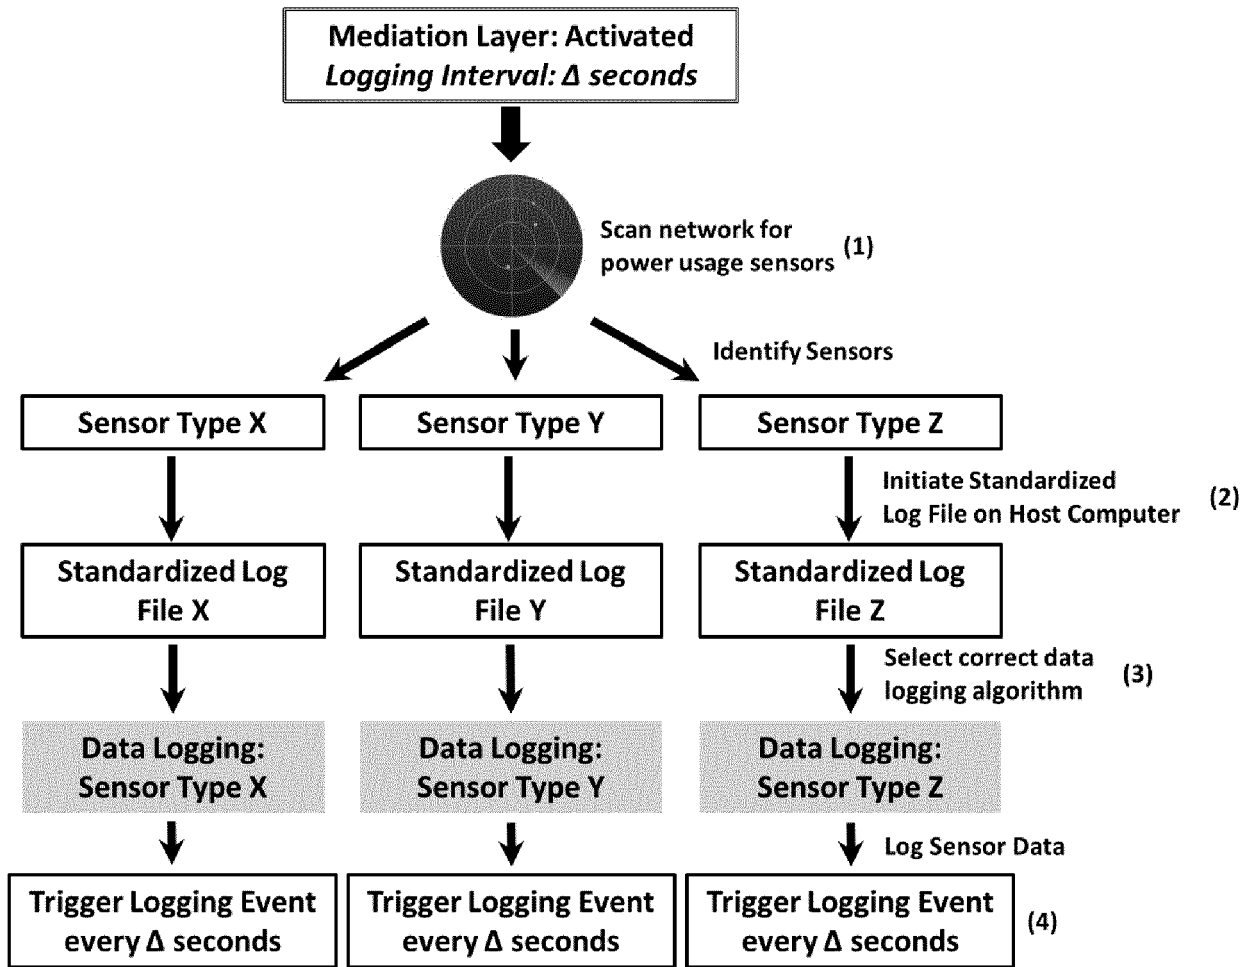 Mediation Layer: Activated
Logging Interval: Δ seconds
Scan network for
power usage sensors
(1)
Identify Sensors
Sensor Type X
Sensor Type Y
Sensor Type Z
Initiate Standardized
Log File on Host Computer
(2)
Standardized Log
File X
Standardized Log
File Y
Standardized Log
File Z
Select correct data
logging algorithm
(3)
Data Logging:
Sensor Type X
Data Logging:
Sensor Type Y
Data Logging:
Sensor Type Z
Log Sensor Data
Trigger Logging Event
every Δ seconds
Trigger Logging Event
every Δ seconds
Trigger Logging Event
every Δ seconds
(4)